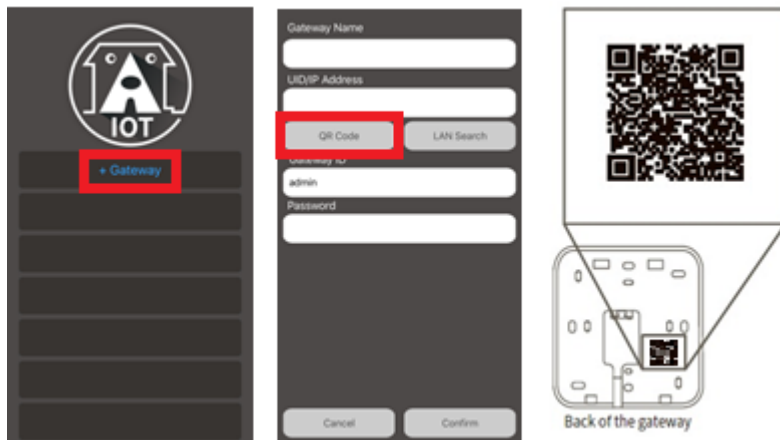 IOT
+ Gateway
Gateway Name
UID/IP Address
QR Code
LAN Search
Gateway ID
admin
Password
Cancel
Confirm
Back of the gateway